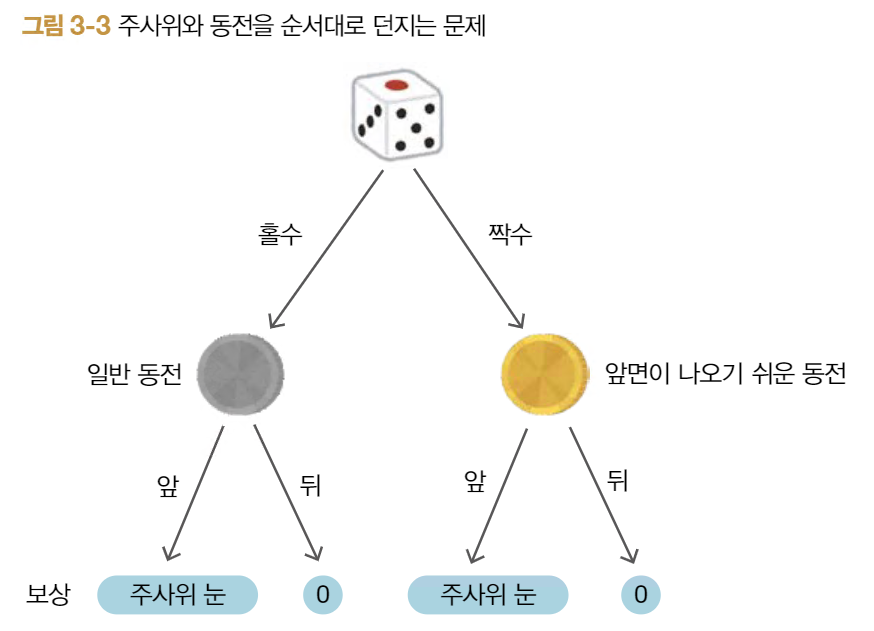 그림 3-3 주사위와 동전을 순서대로 던지는 문제
홀수
짝수
일반 동전
앞면이 나오기 쉬운 동전
앞
뒤
앞
뒤
보상
주사위 눈
0
주사위 눈
0